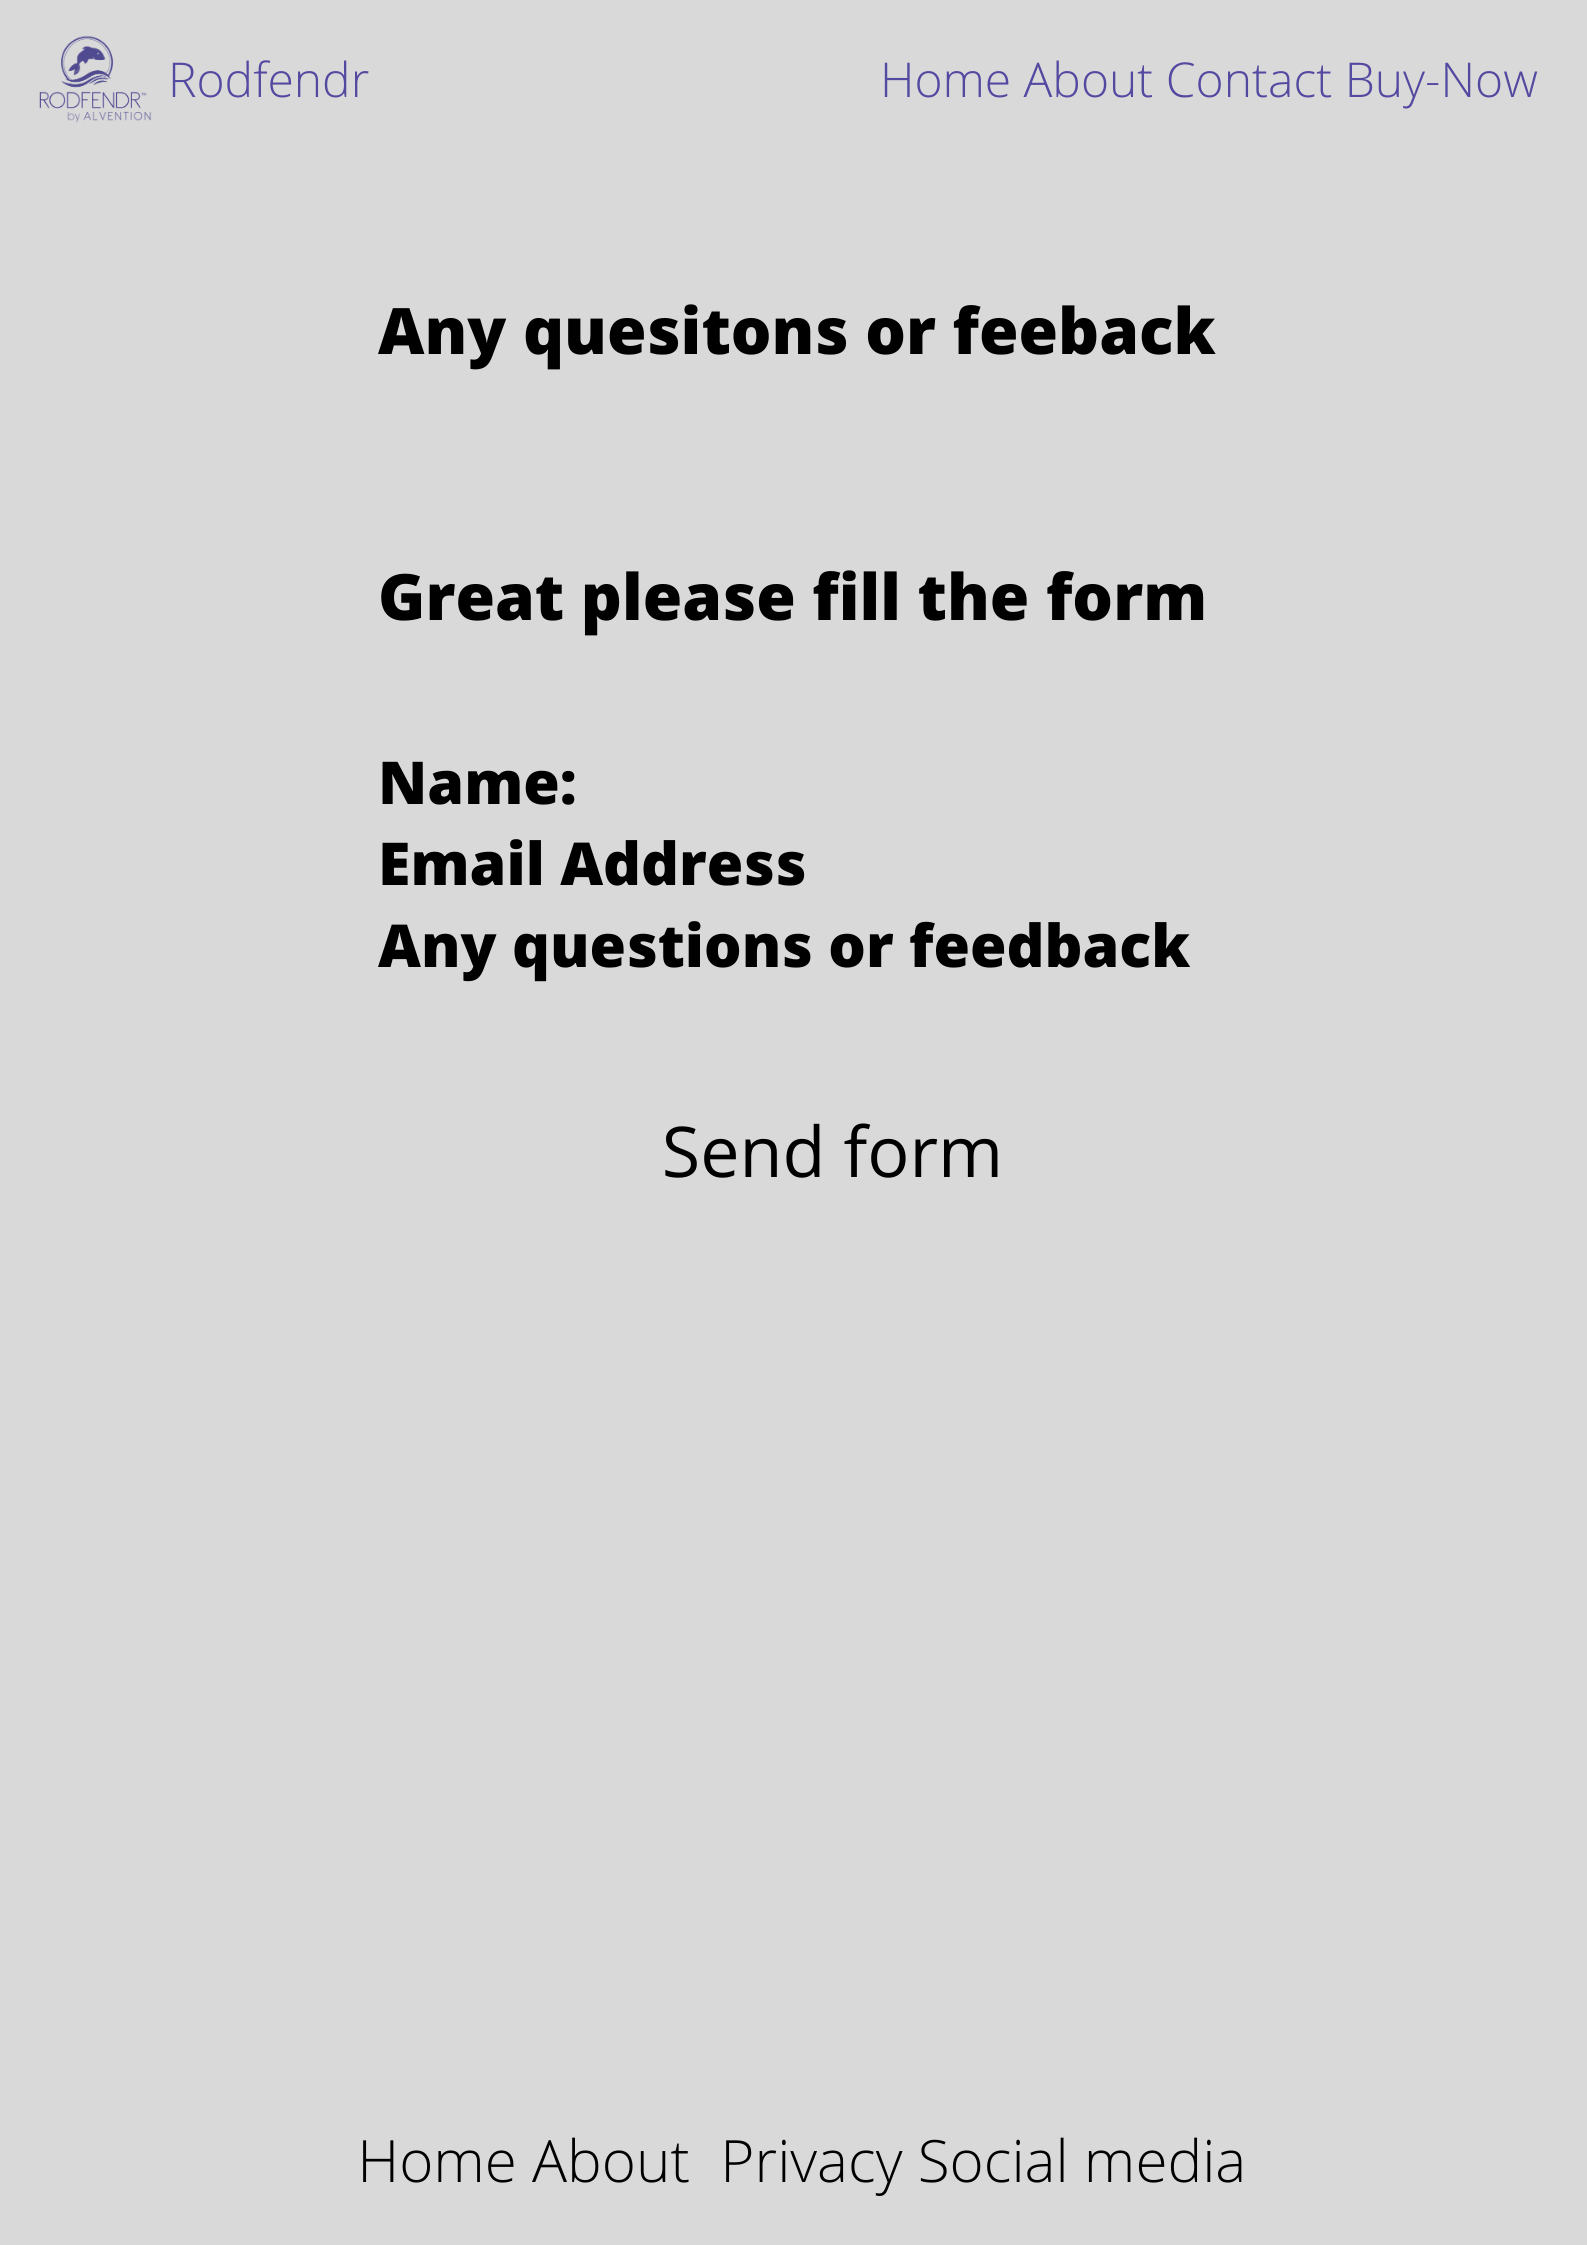 RODFENDR™
by ALVENTION
Rodfendr
Home About Contact Buy-Now
Any quesitons or feeback
Great please fill the form
Name:
Email Address
Any questions or feedback
Send form
Home About  Privacy Social media